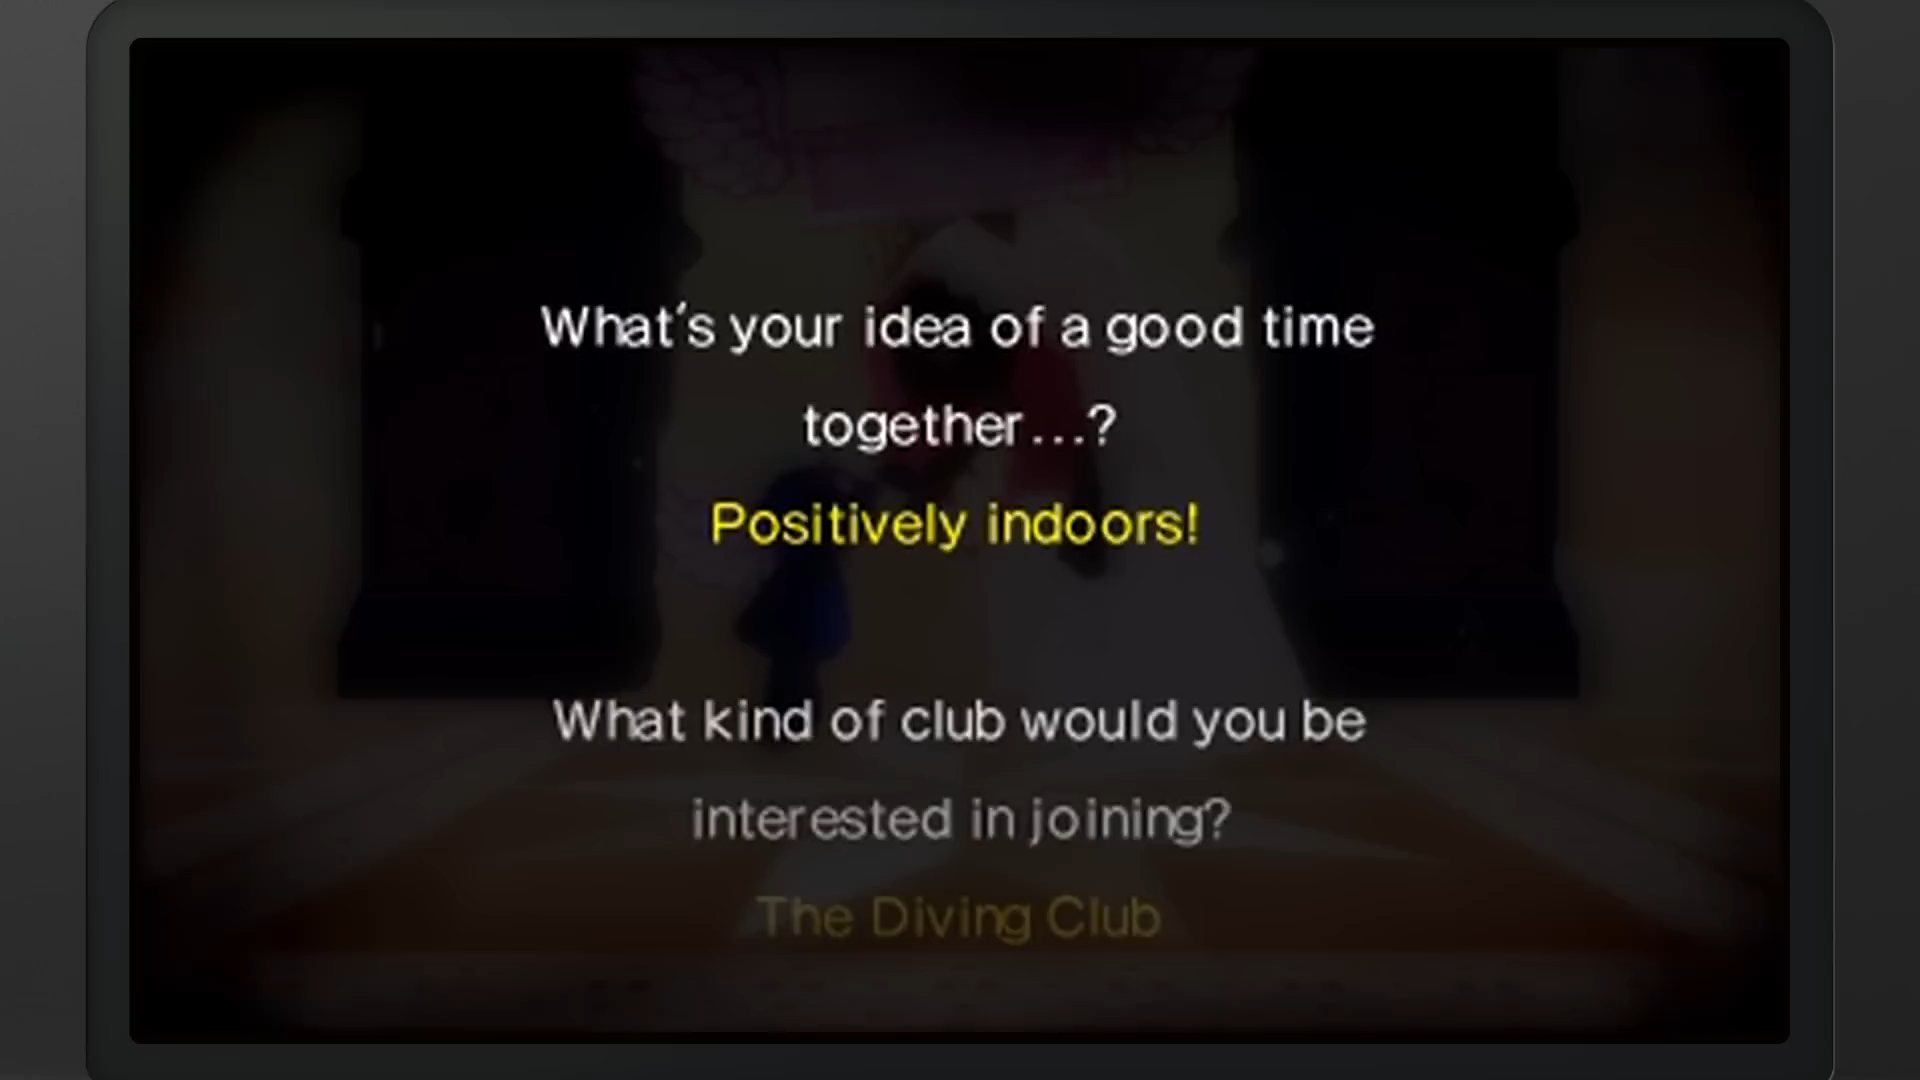 What's your idea of a good time
together...?
Positively indoors!
What kind of club would you be
interested in joining?
The Diving Club